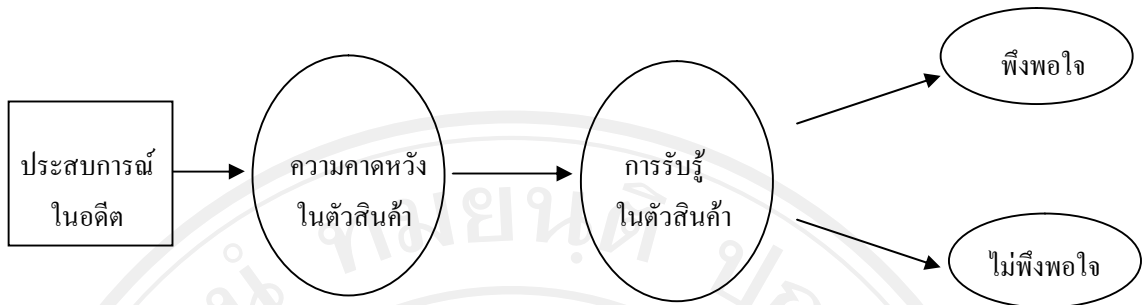 พึงพอใจ
ประสบการณ์
ในอดีต
ความคาดหวัง
ในตัวสินค้า
การรับรู้
ในตัวสินค้า
ไม่พึงพอใจ